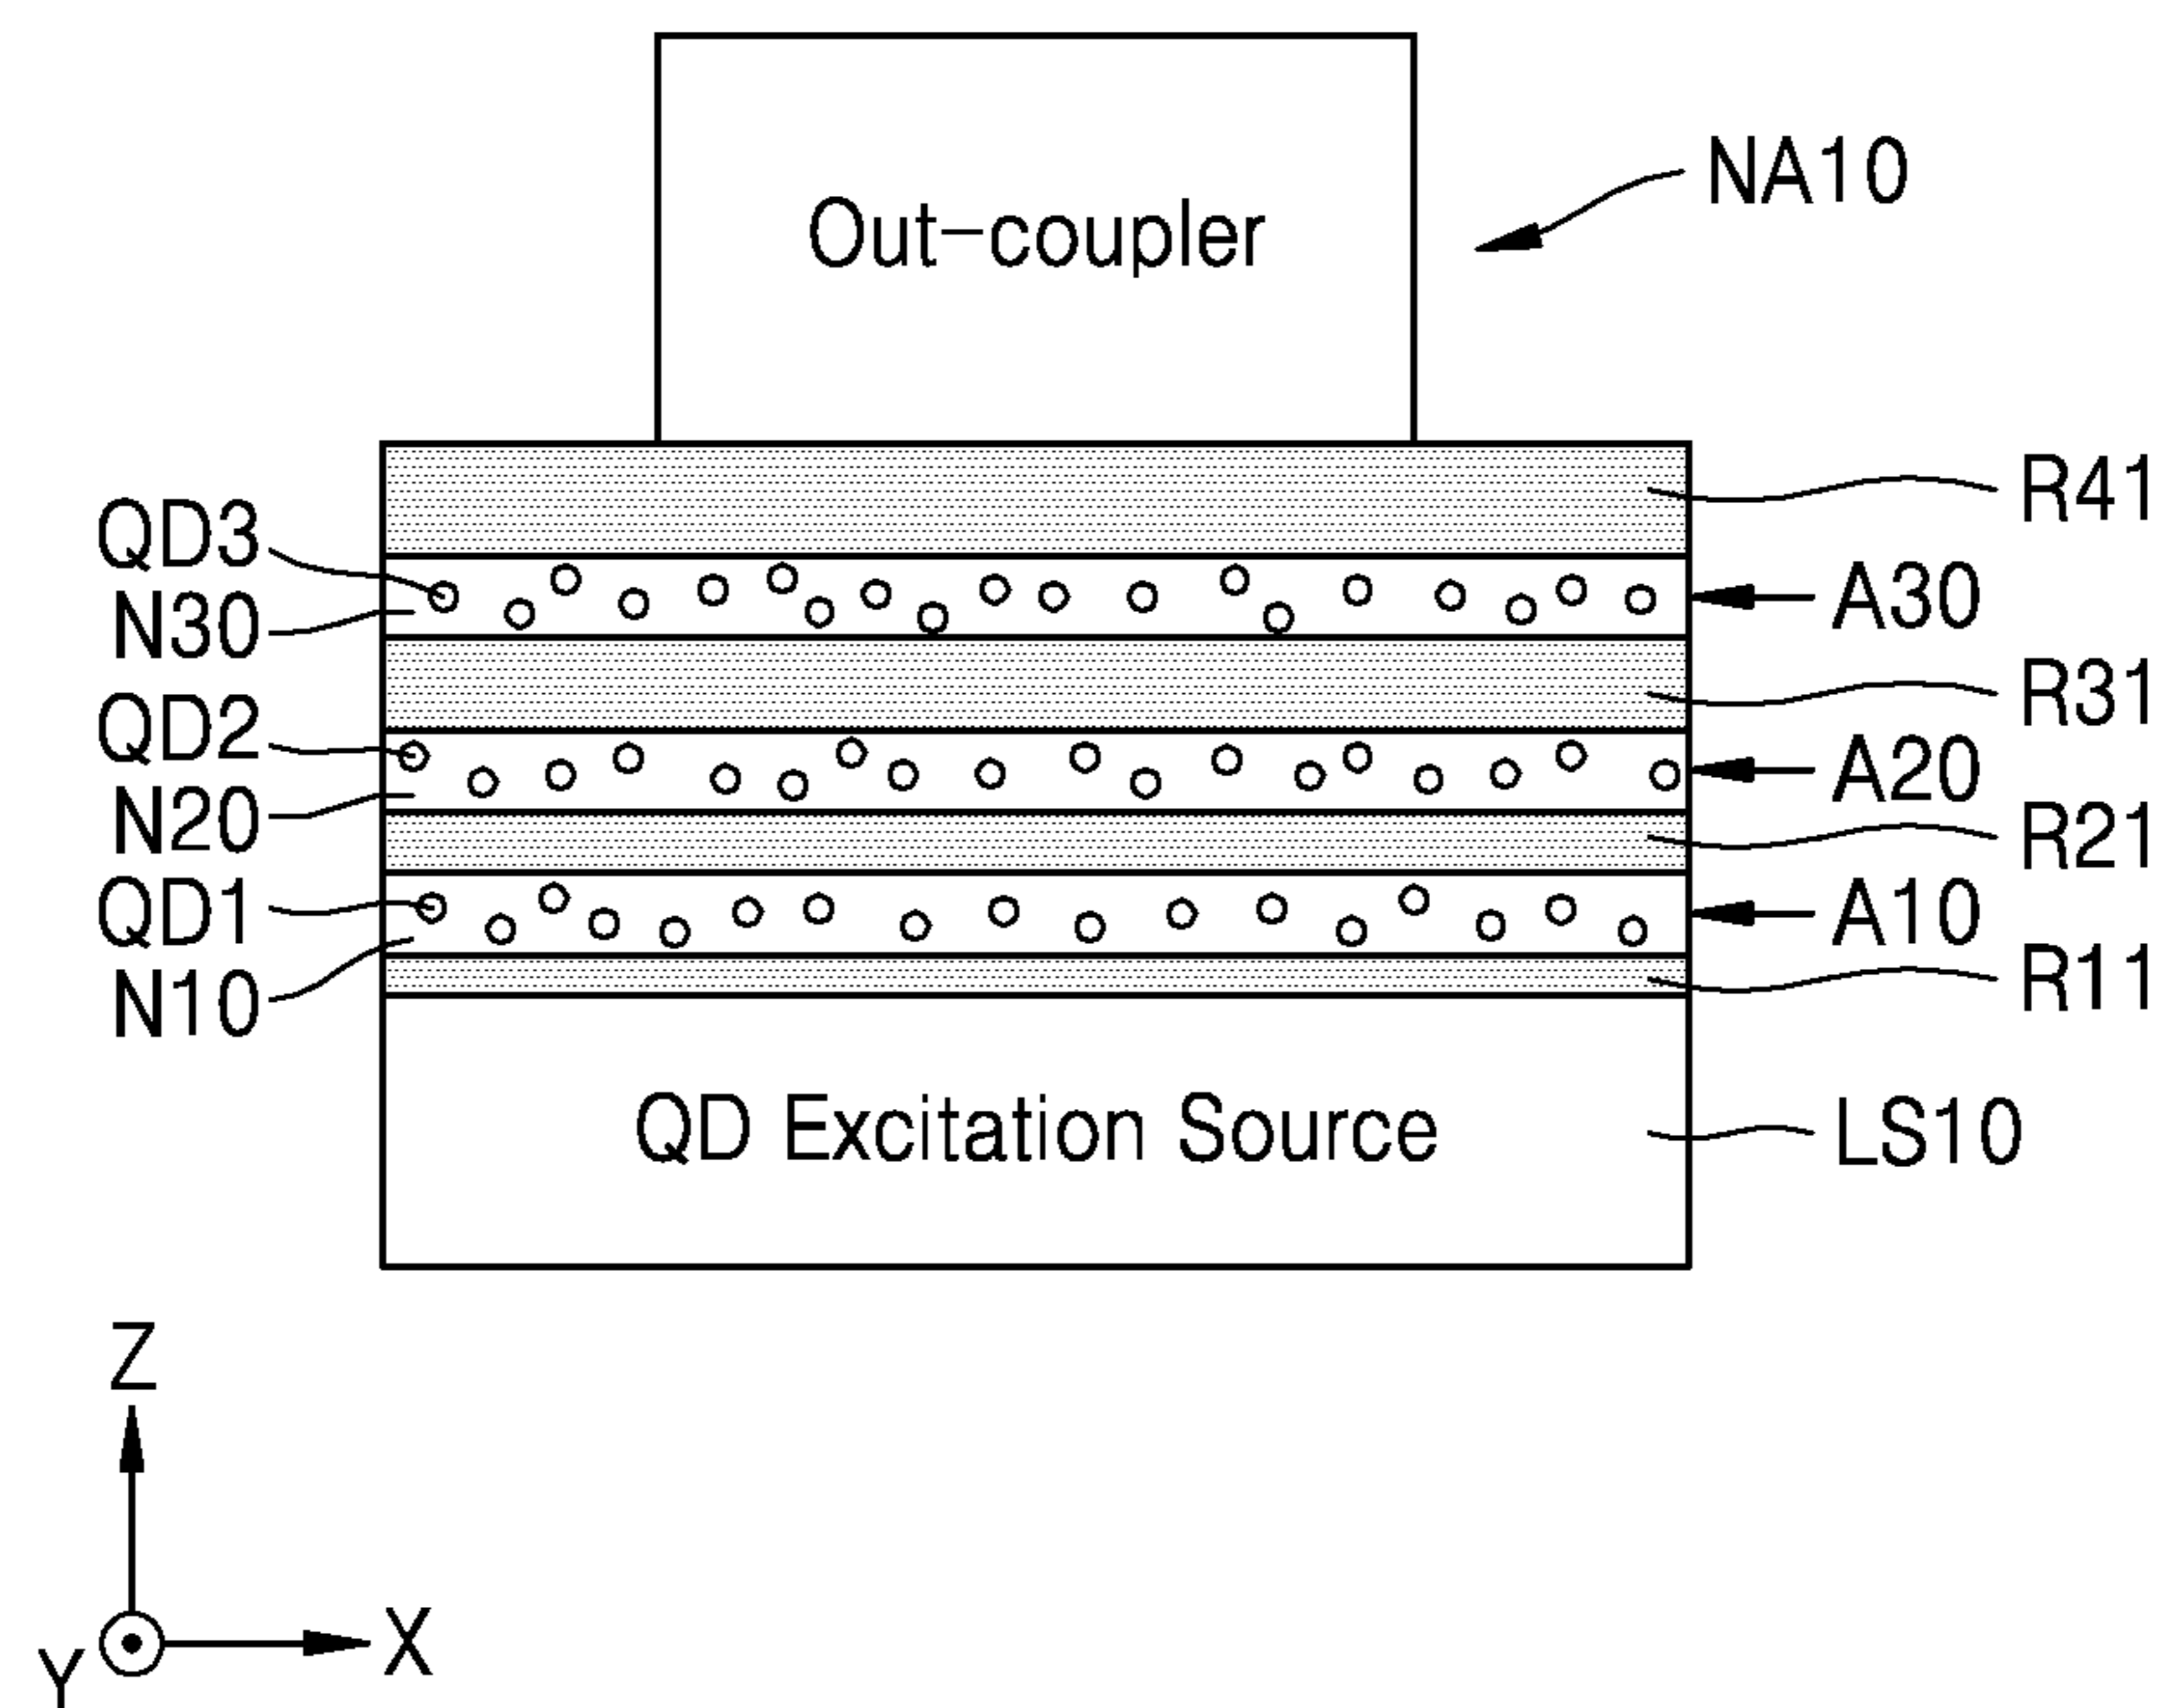 NA10
Out-coupler
R41
QD3
A30
N30
R31
QD2
A20
N20
R21
QD1
A10
R11
N10
QD Excitation Source
LS10
Z
X
Y